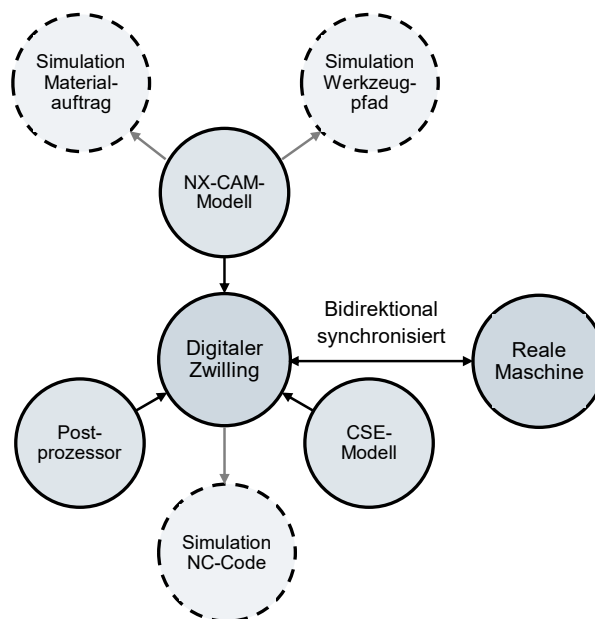 Simulation
Material-
auftrag
Simulation
Werkzeug-
pfad
NX-CAM-
Modell
Digitaler
Zwilling
Bidirektional
synchronisiert
Reale
Maschine
Post-
prozessor
CSE-
Modell
Simulation
NC-Code